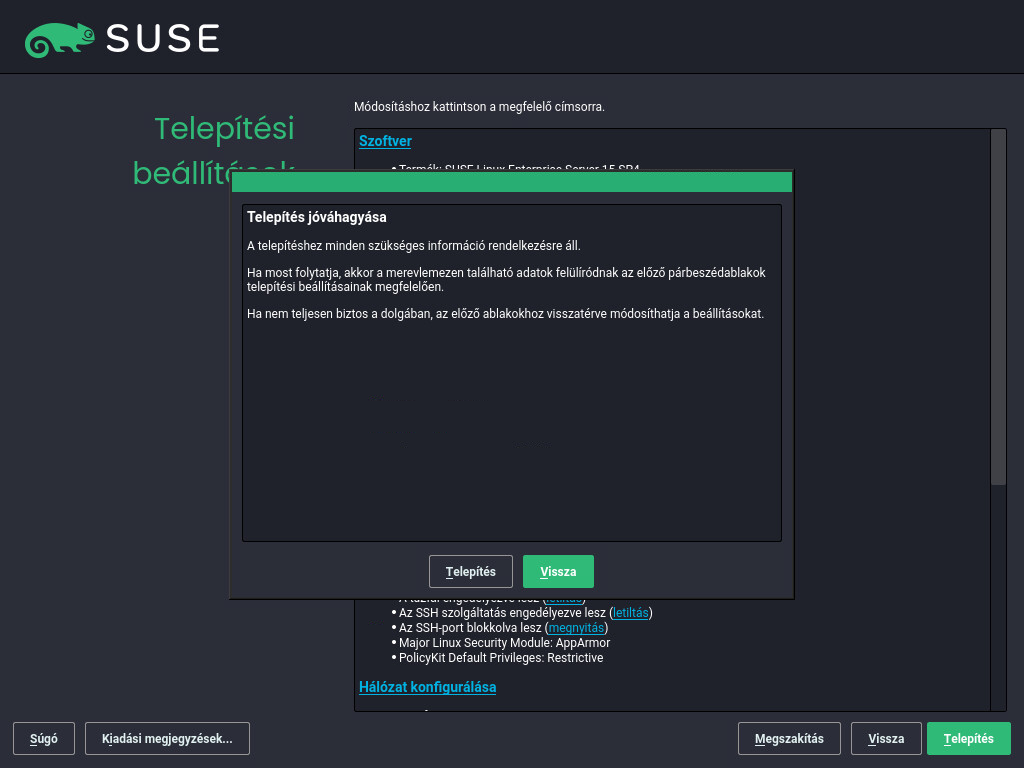 SUSE
Telepítési
beállítások
Módosításhoz kattintson a megfelelő címsorra.
Szoftver
• Termék: SUSE Linux Enterprise Server 15 SP4
Telepítés jóváhagyása
A telepítéshez minden szükséges információ rendelkezésre áll.
Ha most folytatja, akkor a merevlemezen található adatok felülíródnak az előző párbeszédablakok
telepítési beállításainak megfelelően.
Ha nem teljesen biztos a dolgában, az előző ablakokhoz visszatérve módosíthatja a beállításokat.
Telepítés
Vissza
• A tűzfal engedélyezve lesz (letiltás)
• Az SSH szolgáltatás engedélyezve lesz (letiltás)
• Az SSH-port blokkolva lesz (megnyitás)
• Major Linux Security Module: AppArmor
• PolicyKit Default Privileges: Restrictive
Hálózat konfigurálása
Súgó
Kiadási megjegyzések...
Megszakítás
Vissza
Telepítés